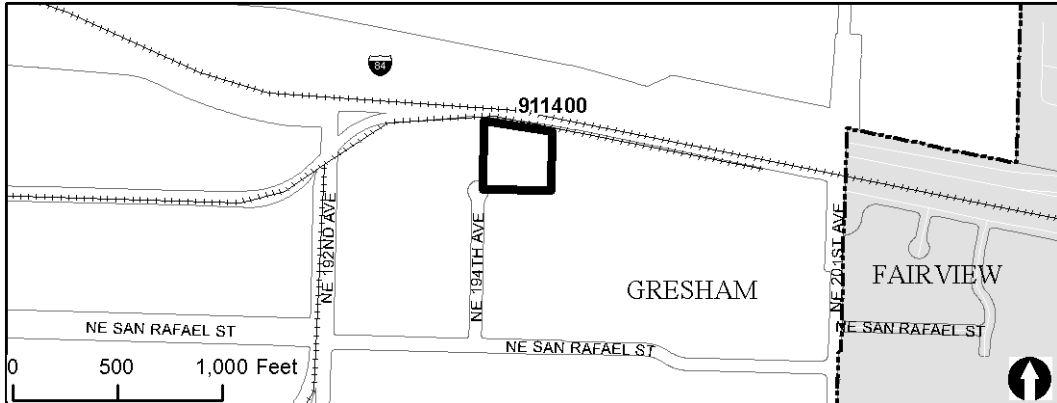 84
911400
NE 192ND AVE
NE 194TH AVE
NE 201ST AVE
GRESHAM
FAIRVIEW
NE SAN RAFAEL ST
NE SAN RAFAEL ST
NE SAN RAFAEL ST
0 500 1,000 Feet